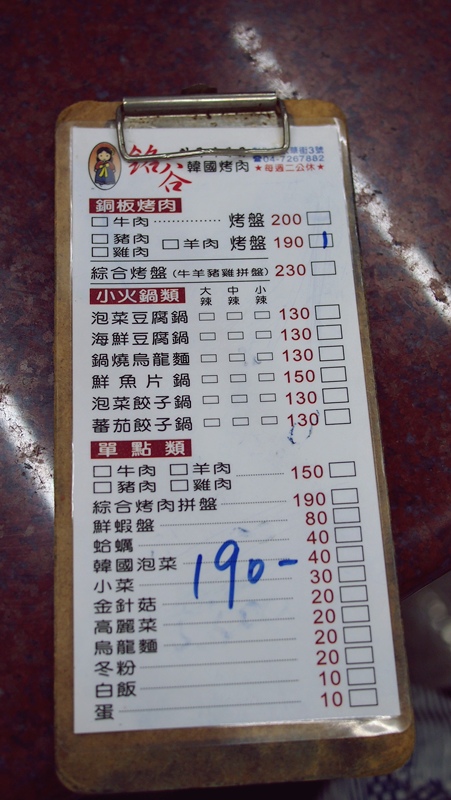 銘合
韓國烤肉
街3號
☎04-7267882
★每週二公休★
銅板烤肉
□牛肉⋯⋯⋯⋯⋯烤盤 200 □
□豬肉
□雞肉 □羊肉 烤盤 190 □
綜合烤盤(牛羊豬雞拼盤) 230 □
小火鍋類 大辣 中辣 小辣
泡菜豆腐鍋 □ □ □ 130 □
海鮮豆腐鍋 □ □ □ 130 □
鍋燒烏龍麵 □ □ □ 130 □
鮮魚片鍋 □ □ □ 150 □
泡菜餃子鍋 □ □ □ 130 □
蕃茄餃子鍋 □ □ □ 130 □
單點類
□牛肉 □羊肉
□豬肉 □雞肉 150 □
綜合烤肉拼盤 190 □
鮮蝦盤 80 □
蛤蠣 40 □
韓國泡菜 40 □
小菜 30 □
金針菇 20 □
高麗菜 20 □
烏龍麵 20 □
冬粉 20 □
白飯 10 □
蛋 10 □
190-